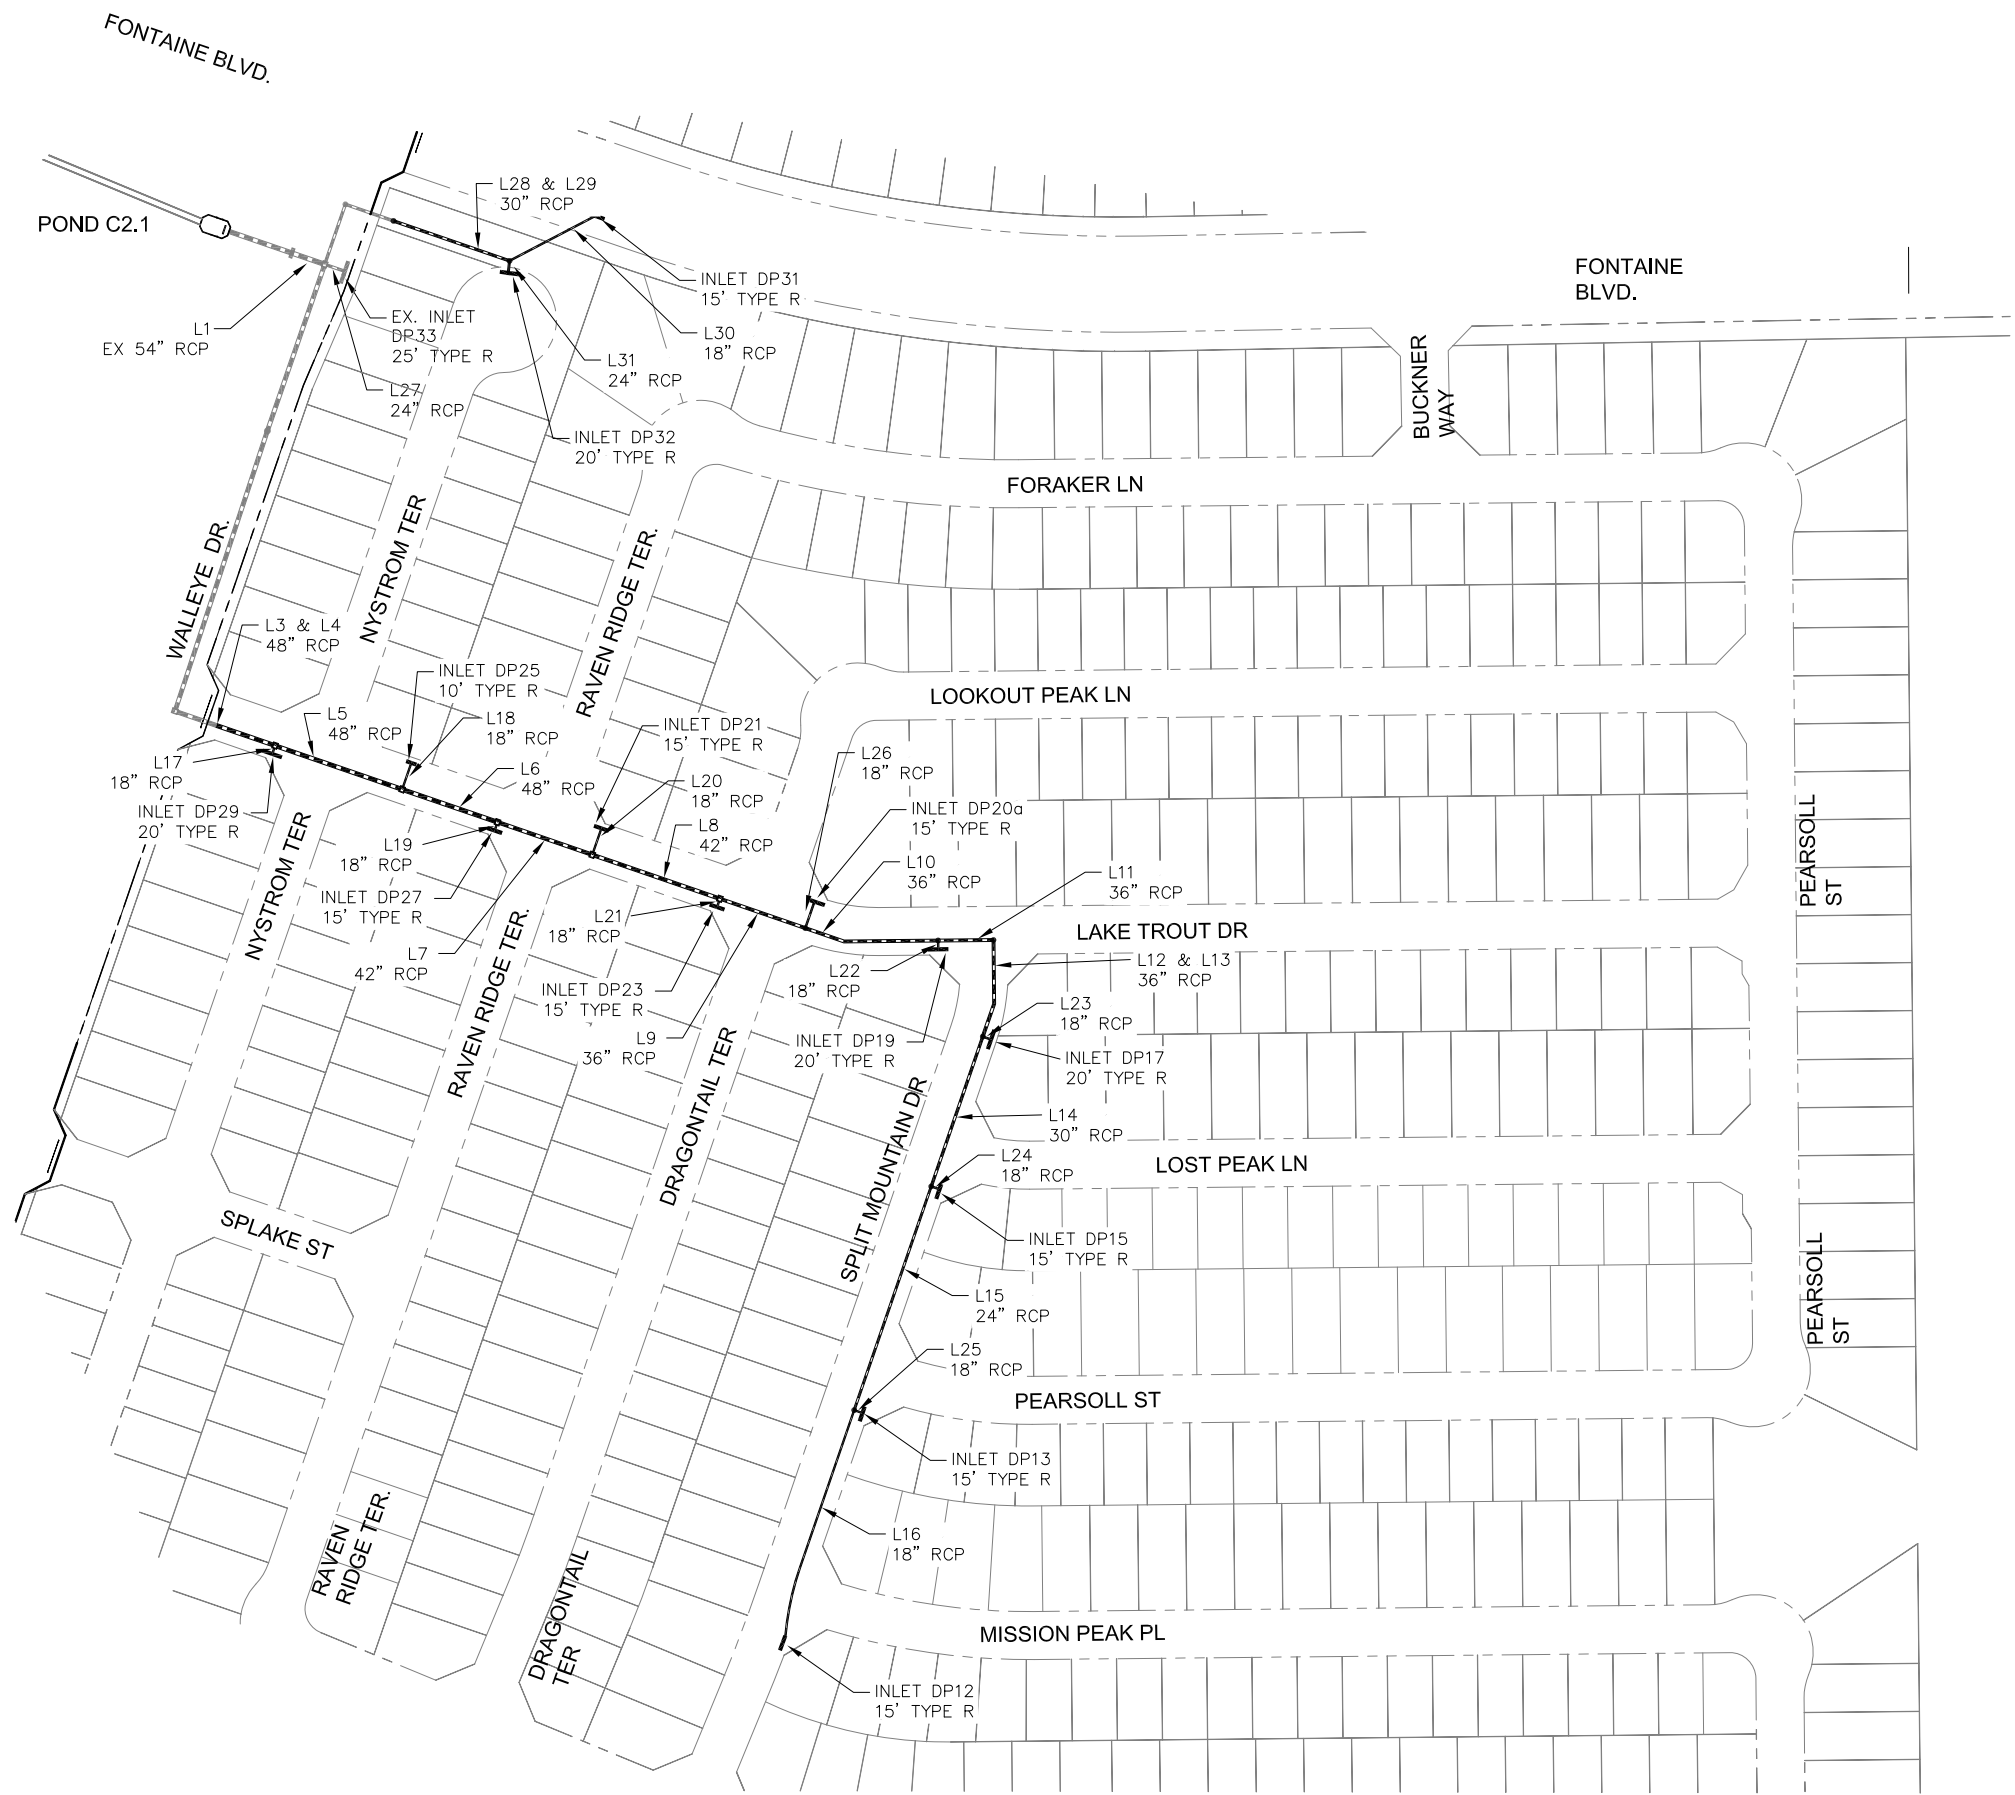 FONTAINE BLVD.
POND C2.1
L28 & L29
30" RCP
INLET DP31
15' TYPE R
L30
18" RCP
L1
EX 54" RCP
EX. INLET
DP33
25' TYPE R
L31
24" RCP
L27
24" RCP
INLET DP32
20' TYPE R
FONTAINE
BLVD.
BUCKNER
WAY
FORAKER LN
WALLEYE DR.
NYSTROM TER
RAVEN RIDGE TER.
L3 & L4
48" RCP
INLET DP25
10' TYPE R
L5
48" RCP
L18
18" RCP
INLET DP21
15' TYPE R
LOOKOUT PEAK LN
L17
18" RCP
L6
48" RCP
L20
18" RCP
L26
18" RCP
INLET DP29
20' TYPE R
L19
18" RCP
L8
42" RCP
INLET DP20a
15' TYPE R
L10
36" RCP
L11
36" RCP
PEARSOLL
ST
NYSTROM TER
INLET DP27
15' TYPE R
L7
42" RCP
RAVEN RIDGE TER.
L21
18" RCP
INLET DP23
15' TYPE R
L9
36" RCP
LAKE TROUT DR
L22
18" RCP
L12 & L13
36" RCP
L23
18" RCP
INLET DP19
20' TYPE R
INLET DP17
20' TYPE R
DRAGONTAIL TER
SPLIT MOUNTAIN DR
L14
30" RCP
L24
18" RCP
LOST PEAK LN
SPLAKE ST
INLET DP15
15' TYPE R
PEARSOLL
ST
L15
24" RCP
L25
18" RCP
PEARSOLL ST
INLET DP13
15' TYPE R
L16
18" RCP
RAVEN
RIDGE TER.
DRAGONTAIL
TER
MISSION PEAK PL
INLET DP12
15' TYPE R